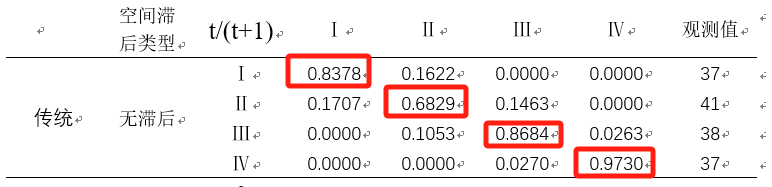 空间滞后类型 t/(t+1) Ⅰ Ⅱ Ⅲ Ⅳ 观测值
传统 无滞后 Ⅰ 0.8378 0.1622 0.0000 0.0000 37
Ⅱ 0.1707 0.6829 0.1463 0.0000 41
Ⅲ 0.0000 0.1053 0.8684 0.0263 38
Ⅳ 0.0000 0.0000 0.0270 0.9730 37